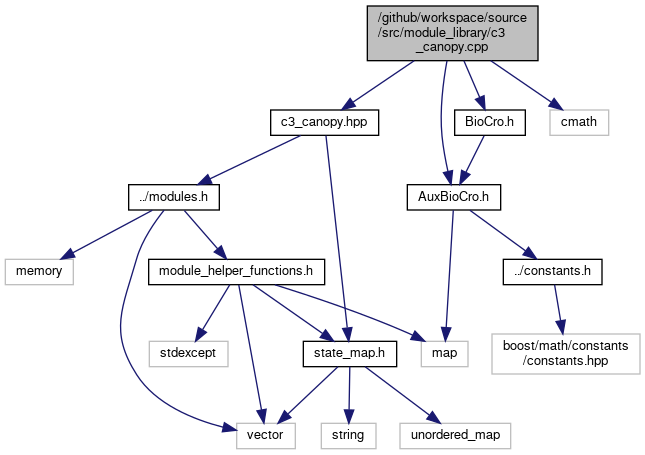 /github/workspace/source
/src/module_library/c3
_canopy.cpp
c3_canopy.hpp
BioCro.h
cmath
../modules.h
AuxBioCro.h
memory
module_helper_functions.h
../constants.h
stdexcept
state_map.h
map
boost/math/constants
/constants.hpp
vector
string
unordered_map